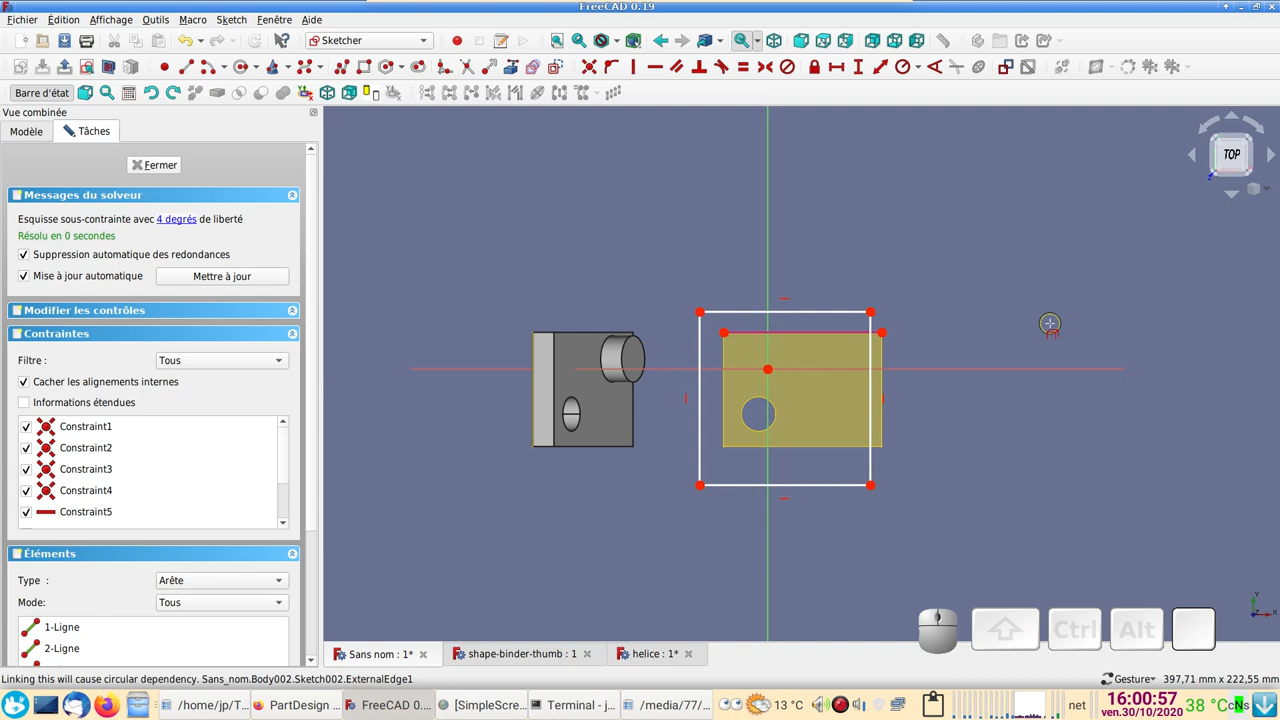 FreeCAD 0.19
Fichier Édition Affichage Outils Macro Sketch Fenêtre Aide
Sketcher
Barre d'état
Vue combinée
Modèle Tâches
Fermer
Messages du solveur
Esquisse sous-contrainte avec 4 degrés de liberté
Résolu en 0 secondes
Suppression automatique des redondances
Mise à jour automatique Mettre à jour
Modifier les contrôles
Contraintes
Filtre : Tous
Cacher les alignements internes
Informations étendues
Constraint1
Constraint2
Constraint3
Constraint4
Constraint5
Éléments
Type : Arête
Mode: Tous
1-Ligne
2-Ligne
TOP
Z
Y
X
Ctrl Alt
Sans nom : 1* shape-binder-thumb : 1 helice : 1*
Linking this will cause circular dependency. Sans_nom.Body002.Sketch002.ExternalEdge1 Gesture 397,71 mm x 222,55 mm
/home/jp/T... PartDesign ... FreeCAD 0... [SimpleScre... Terminal - j... /media/77/... 13 °C net 16:00:57 ven.30/10/2020 38 °C